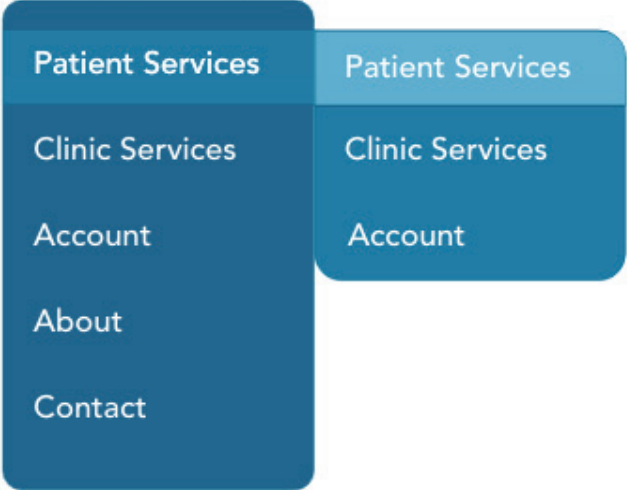 Patient Services
Clinic Services
Account
About
Contact
Patient Services
Clinic Services
Account